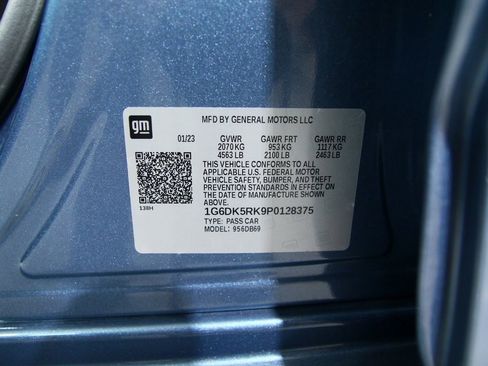 gm
MFD BY GENERAL MOTORS LLC
01/23 GVWR GAWR FRT GAWR RR
2070 KG 953 KG 1117 KG
4563 LB 2100 LB 2463 LB
THIS VEHICLE CONFORMS TO ALL
APPLICABLE U.S. FEDERAL MOTOR
VEHICLE SAFETY, BUMPER, AND THEFT
PREVENTION STANDARDS IN EFFECT ON
THE DATE OF MANUFACTURE SHOWN
ABOVE.
138H
1G6DK5RK9P0128375
TYPE: PASS CAR
MODEL: 956DB69